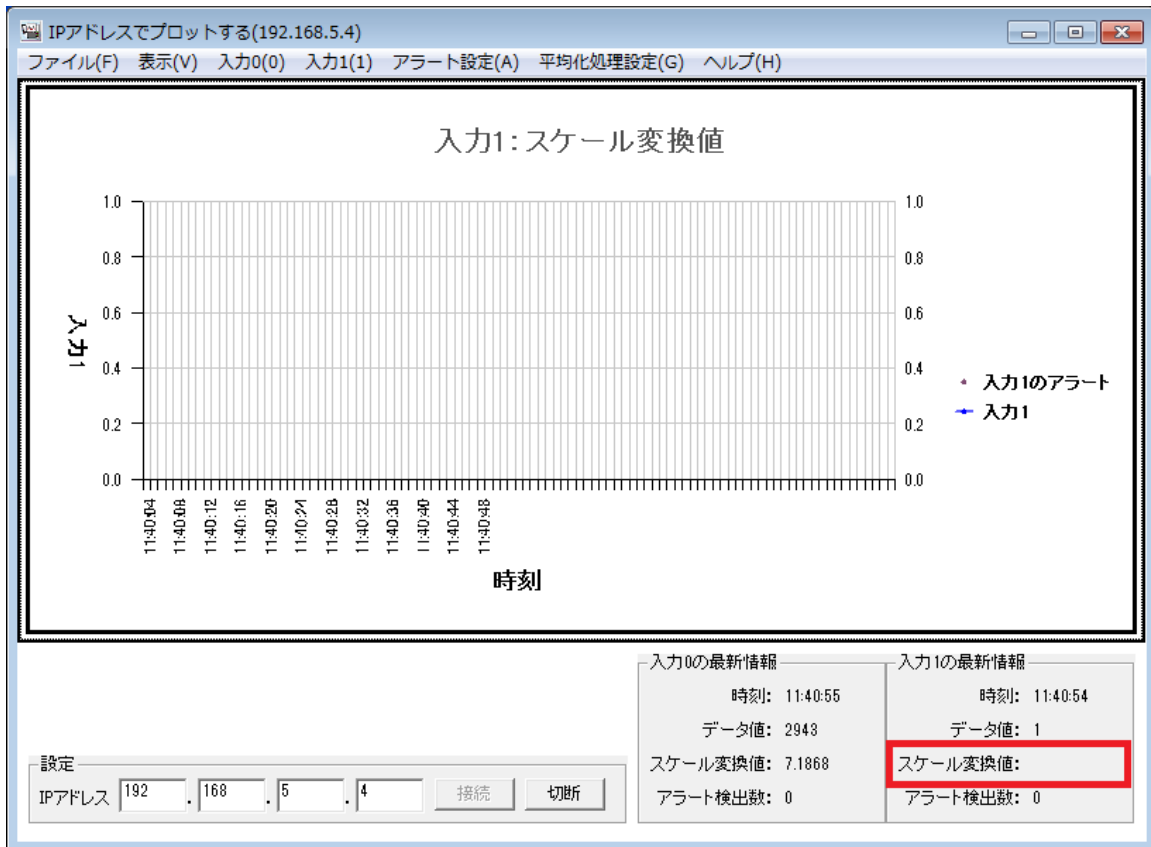 IPアドレスでプロットする(192.168.5.4)
ファイル(F) 表示(V) 入力0(0) 入力1(1) アラート設定(A) 平均化処理設定(G) ヘルプ(H)
入力1:スケール変換値
1.0 1.0
0.8 0.8
0.6 0.6
0.4 0.4
0.2 0.2
0.0 0.0
入力1
入力1のアラート
入力1
11:40:04 11:40:08 11:40:12 11:40:16 11:40:20 11:40:24 11:40:28 11:40:32 11:40:36 11:40:40 11:40:44 11:40:48
時刻
設定
IPアドレス 192 . 168 . 5 . 4 接続 切断
入力0の最新情報
時刻: 11:40:55
データ値: 2943
スケール変換値: 7.1868
アラート検出数: 0
入力1の最新情報
時刻: 11:40:54
データ値: 1
スケール変換値:
アラート検出数: 0